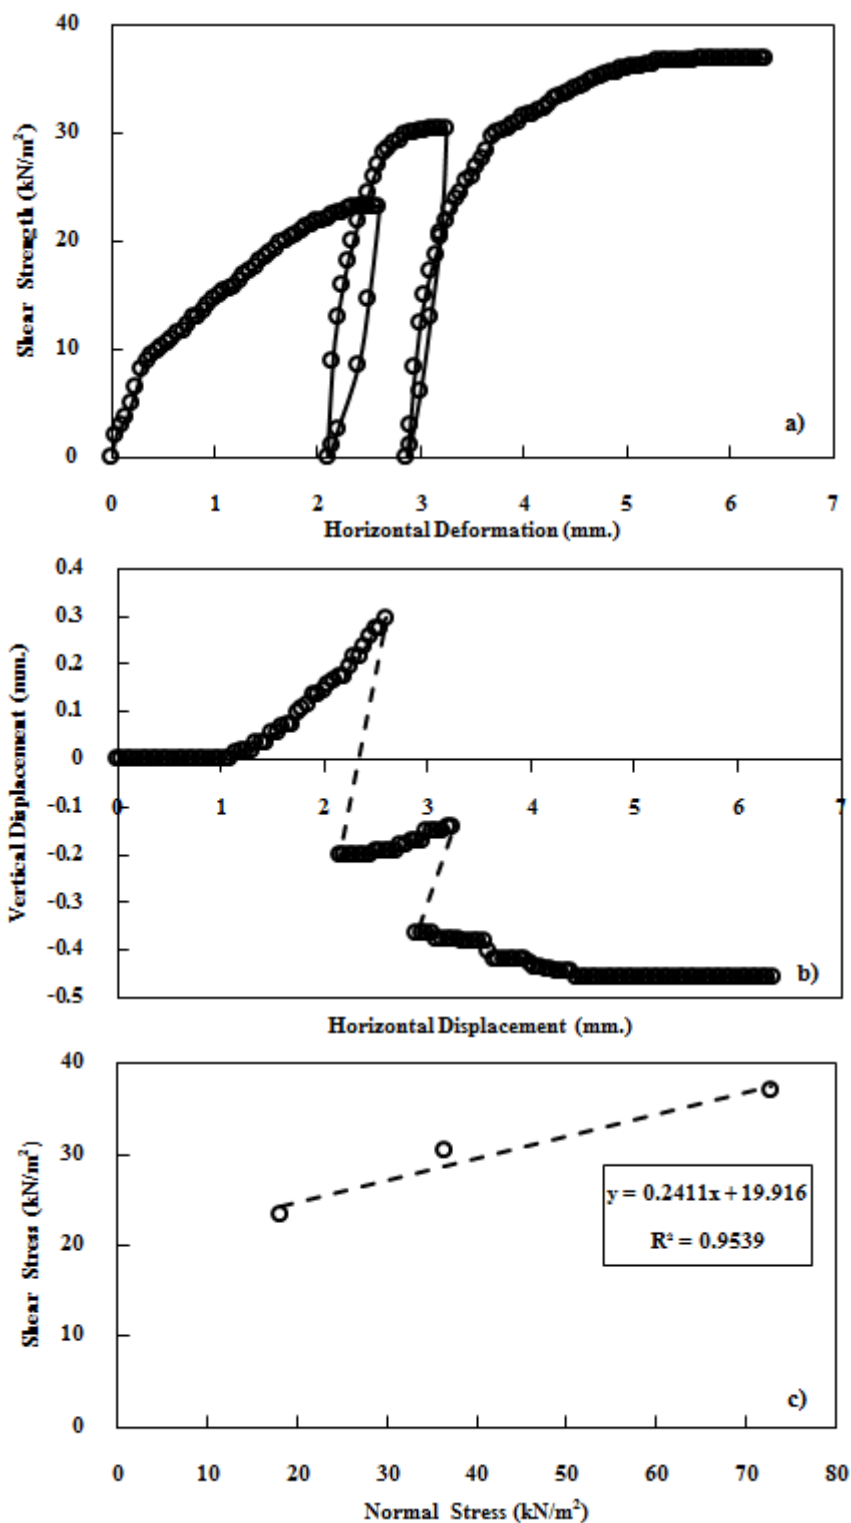 40
30
20
10
0
Shear Strength (kN/m²)
a)
0 1 2 3 4 5 6 7
Horizontal Deformation (mm.)
0.4
0.3
0.2
0.1
0
-0.1
-0.2
-0.3
-0.4
-0.5
Vertical Displacement (mm.)
0 1 2 3 4 5 6 7
b)
Horizontal Displacement (mm.)
40
30
20
10
0
Shear Stress (kN/m²)
y = 0.2411x + 19.916
R² = 0.9539
c)
0 10 20 30 40 50 60 70 80
Normal Stress (kN/m²)